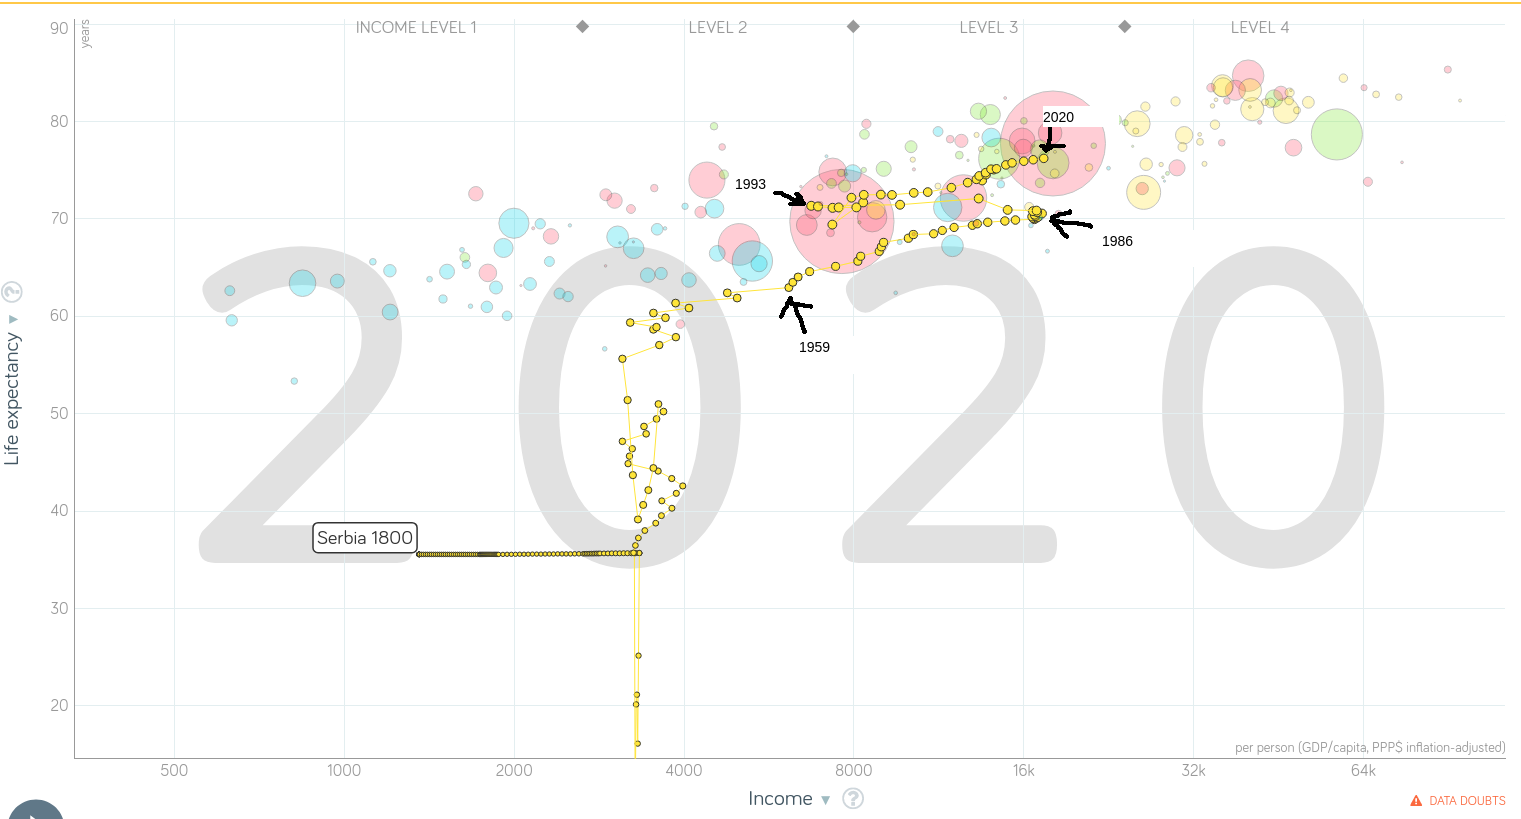 INCOME LEVEL 1 LEVEL 2 LEVEL 3 LEVEL 4
90
years
80
70
60
50
40
30
20
Life expectancy ▼ ?
2020
2020
1993
1986
1959
Serbia 1800
per person (GDP/capita, PPP$ inflation-adjusted)
500 1000 2000 4000 8000 16k 32k 64k
Income ▼ ?
DATA DOUBTS